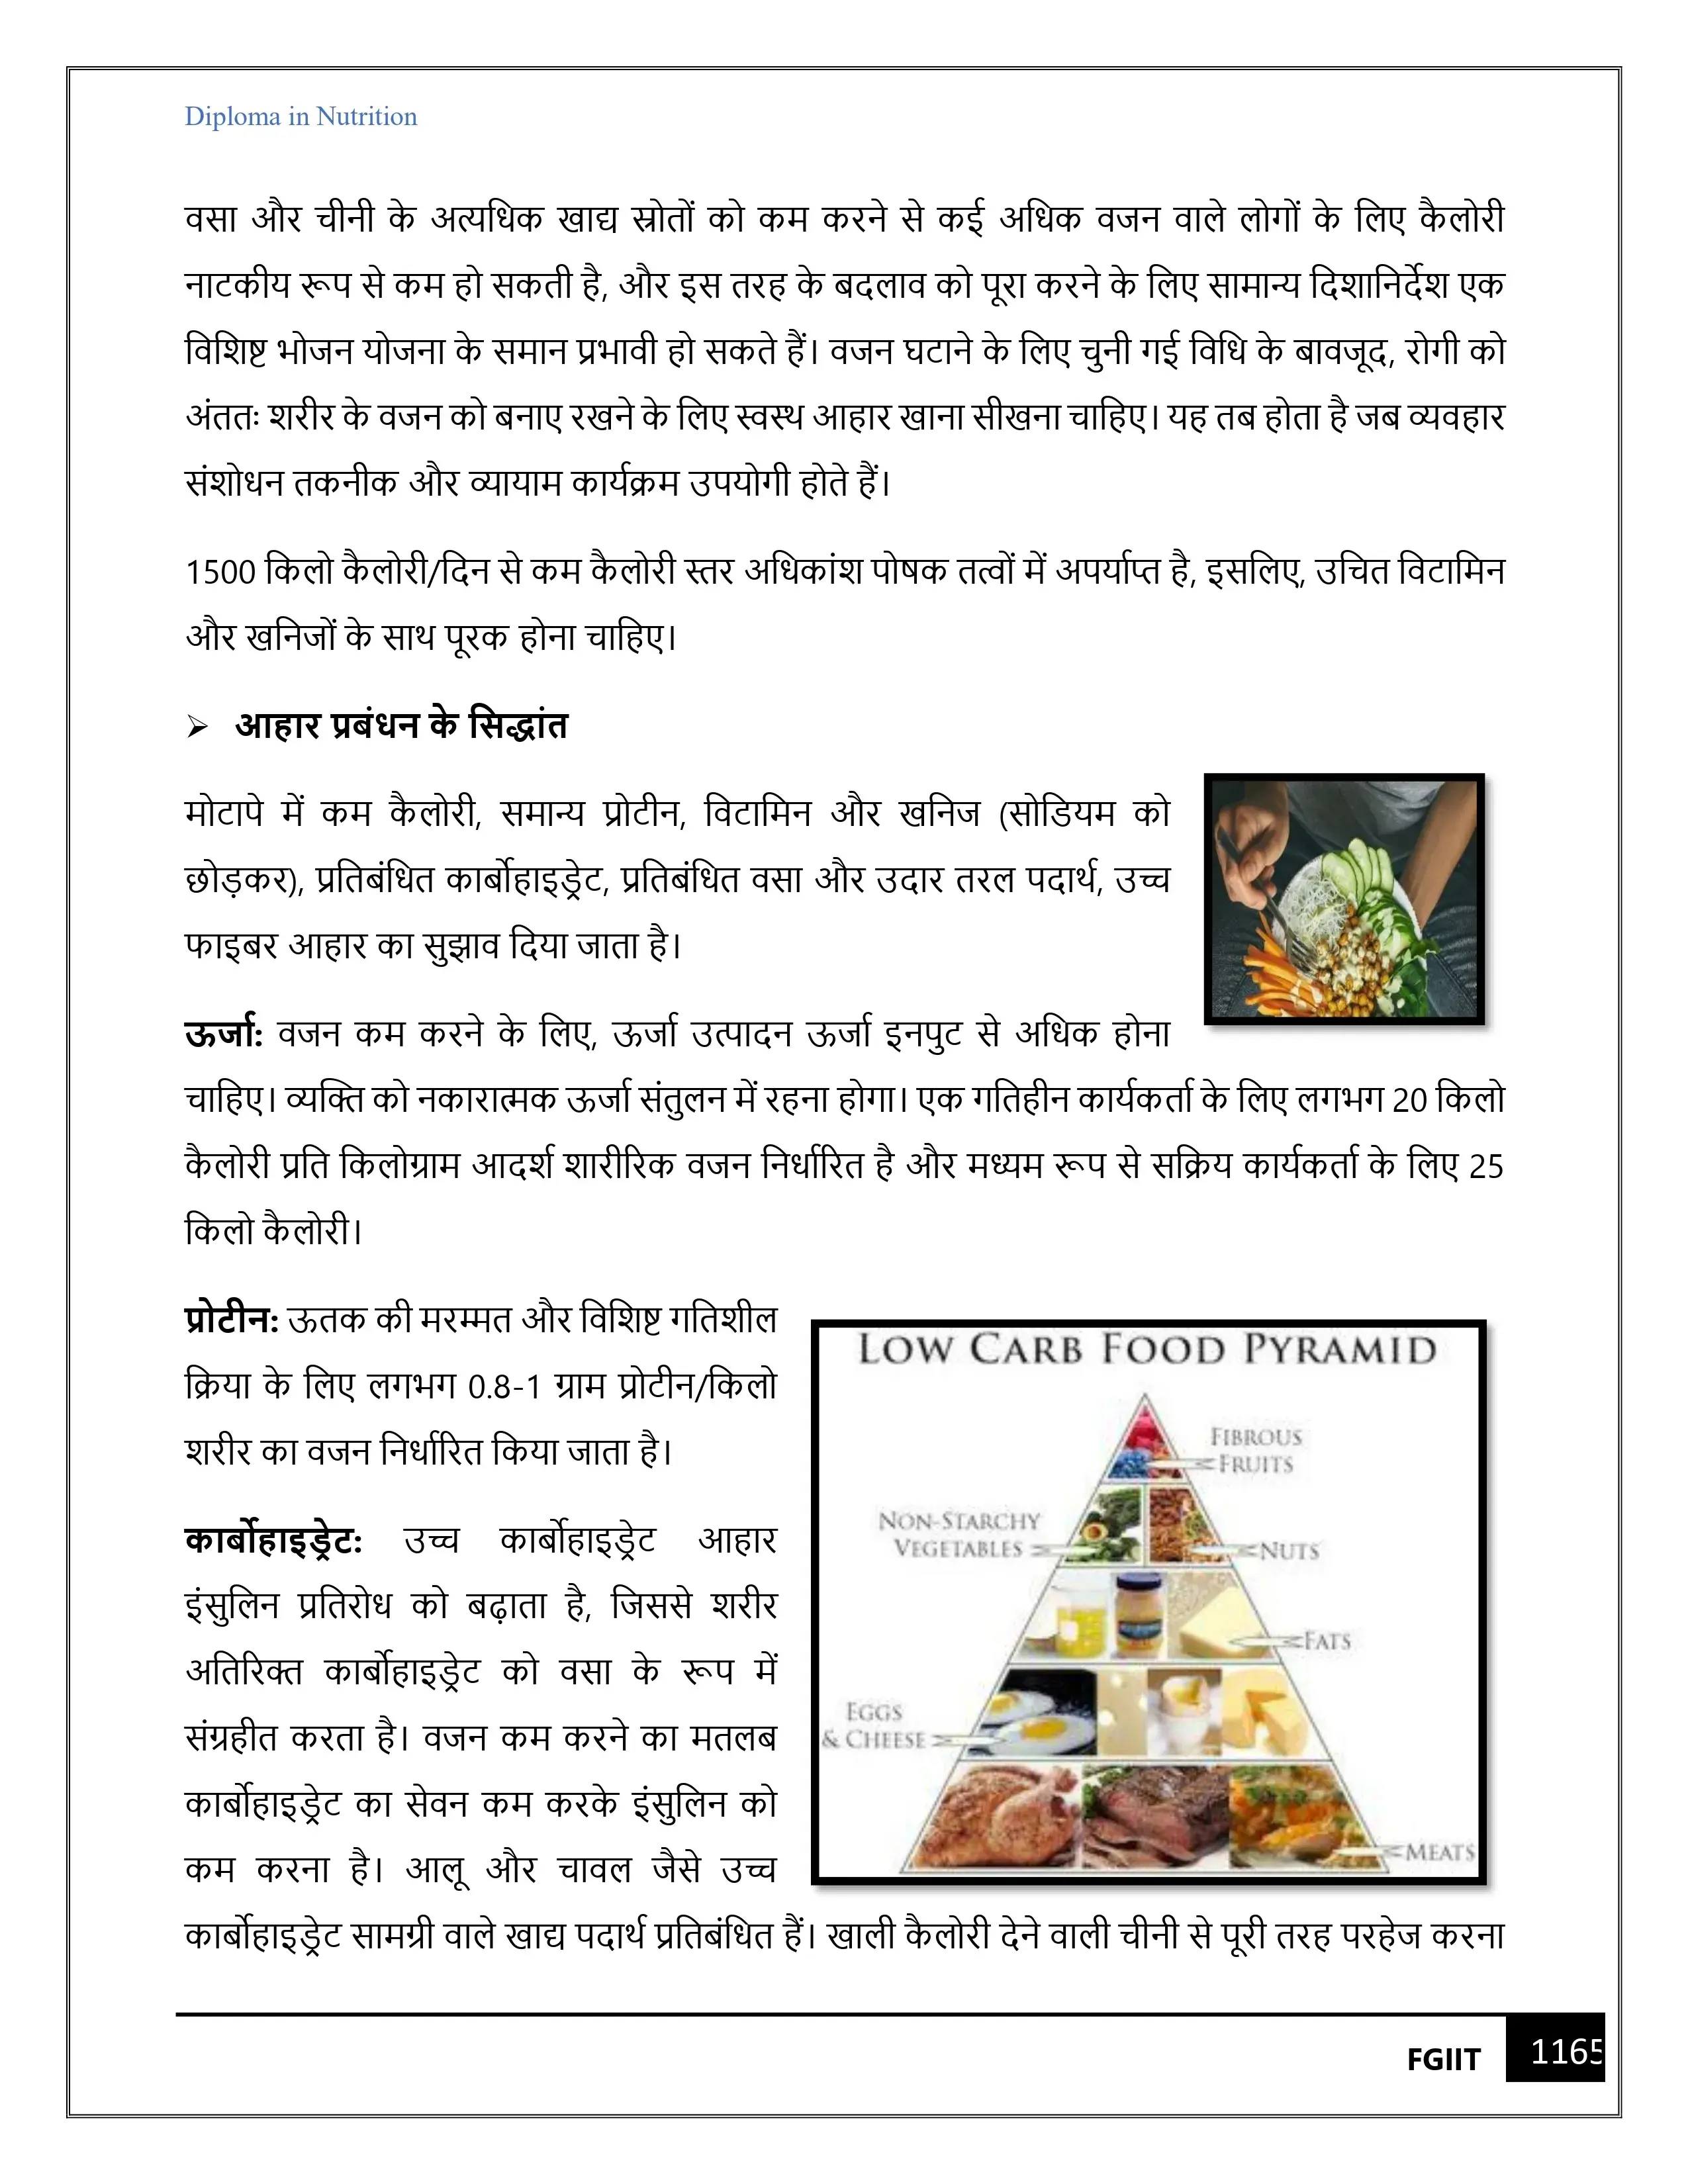 Diploma in Nutrition
वसा और चीनी के अत्यधिक खाद्य स्रोतों को कम करने से कई अधिक वजन वाले लोगों के लिए कैलोरी
नाटकीय रूप से कम हो सकती है, और इस तरह के बदलाव को पूरा करने के लिए सामान्य दिशानिर्देश एक
विशिष्ट भोजन योजना के समान प्रभावी हो सकते हैं। वजन घटाने के लिए चुनी गई विधि के बावजूद, रोगी को
अंततः शरीर के वजन को बनाए रखने के लिए स्वस्थ आहार खाना सीखना चाहिए। यह तब होता है जब व्यवहार
संशोधन तकनीक और व्यायाम कार्यक्रम उपयोगी होते हैं।
1500 किलो कैलोरी/दिन से कम कैलोरी स्तर अधिकांश पोषक तत्वों में अपर्याप्त है, इसलिए, उचित विटामिन
और खनिजों के साथ पूरक होना चाहिए।
➢ आहार प्रबंधन के सिद्धांत
मोटापे में कम कैलोरी, समान्य प्रोटीन, विटामिन और खनिज (सोडियम को
छोड़कर), प्रतिबंधित कार्बोहाइड्रेट, प्रतिबंधित वसा और उदार तरल पदार्थ, उच्च
फाइबर आहार का सुझाव दिया जाता है।
ऊर्जा: वजन कम करने के लिए, ऊर्जा उत्पादन ऊर्जा इनपुट से अधिक होना
चाहिए। व्यक्ति को नकारात्मक ऊर्जा संतुलन में रहना होगा। एक गतिहीन कार्यकर्ता के लिए लगभग 20 किलो
कैलोरी प्रति किलोग्राम आदर्श शारीरिक वजन निर्धारित है और मध्यम रूप से सक्रिय कार्यकर्ता के लिए 25
किलो कैलोरी।
प्रोटीन: ऊतक की मरम्मत और विशिष्ट गतिशील
क्रिया के लिए लगभग 0.8-1 ग्राम प्रोटीन/किलो
शरीर का वजन निर्धारित किया जाता है।
कार्बोहाइड्रेट: उच्च कार्बोहाइड्रेट आहार
इंसुलिन प्रतिरोध को बढ़ाता है, जिससे शरीर
अतिरिक्त कार्बोहाइड्रेट को वसा के रूप में
संग्रहीत करता है। वजन कम करने का मतलब
कार्बोहाइड्रेट का सेवन कम करके इंसुलिन को
कम करना है। आलू और चावल जैसे उच्च
कार्बोहाइड्रेट सामग्री वाले खाद्य पदार्थ प्रतिबंधित हैं। खाली कैलोरी देने वाली चीनी से पूरी तरह परहेज करना
LOW CARB FOOD PYRAMID
FIBROUS
FRUITS
NON-STARCHY
VEGETABLES
NUTS
FATS
EGGS
& CHEESE
MEATS
FGIIT 1165